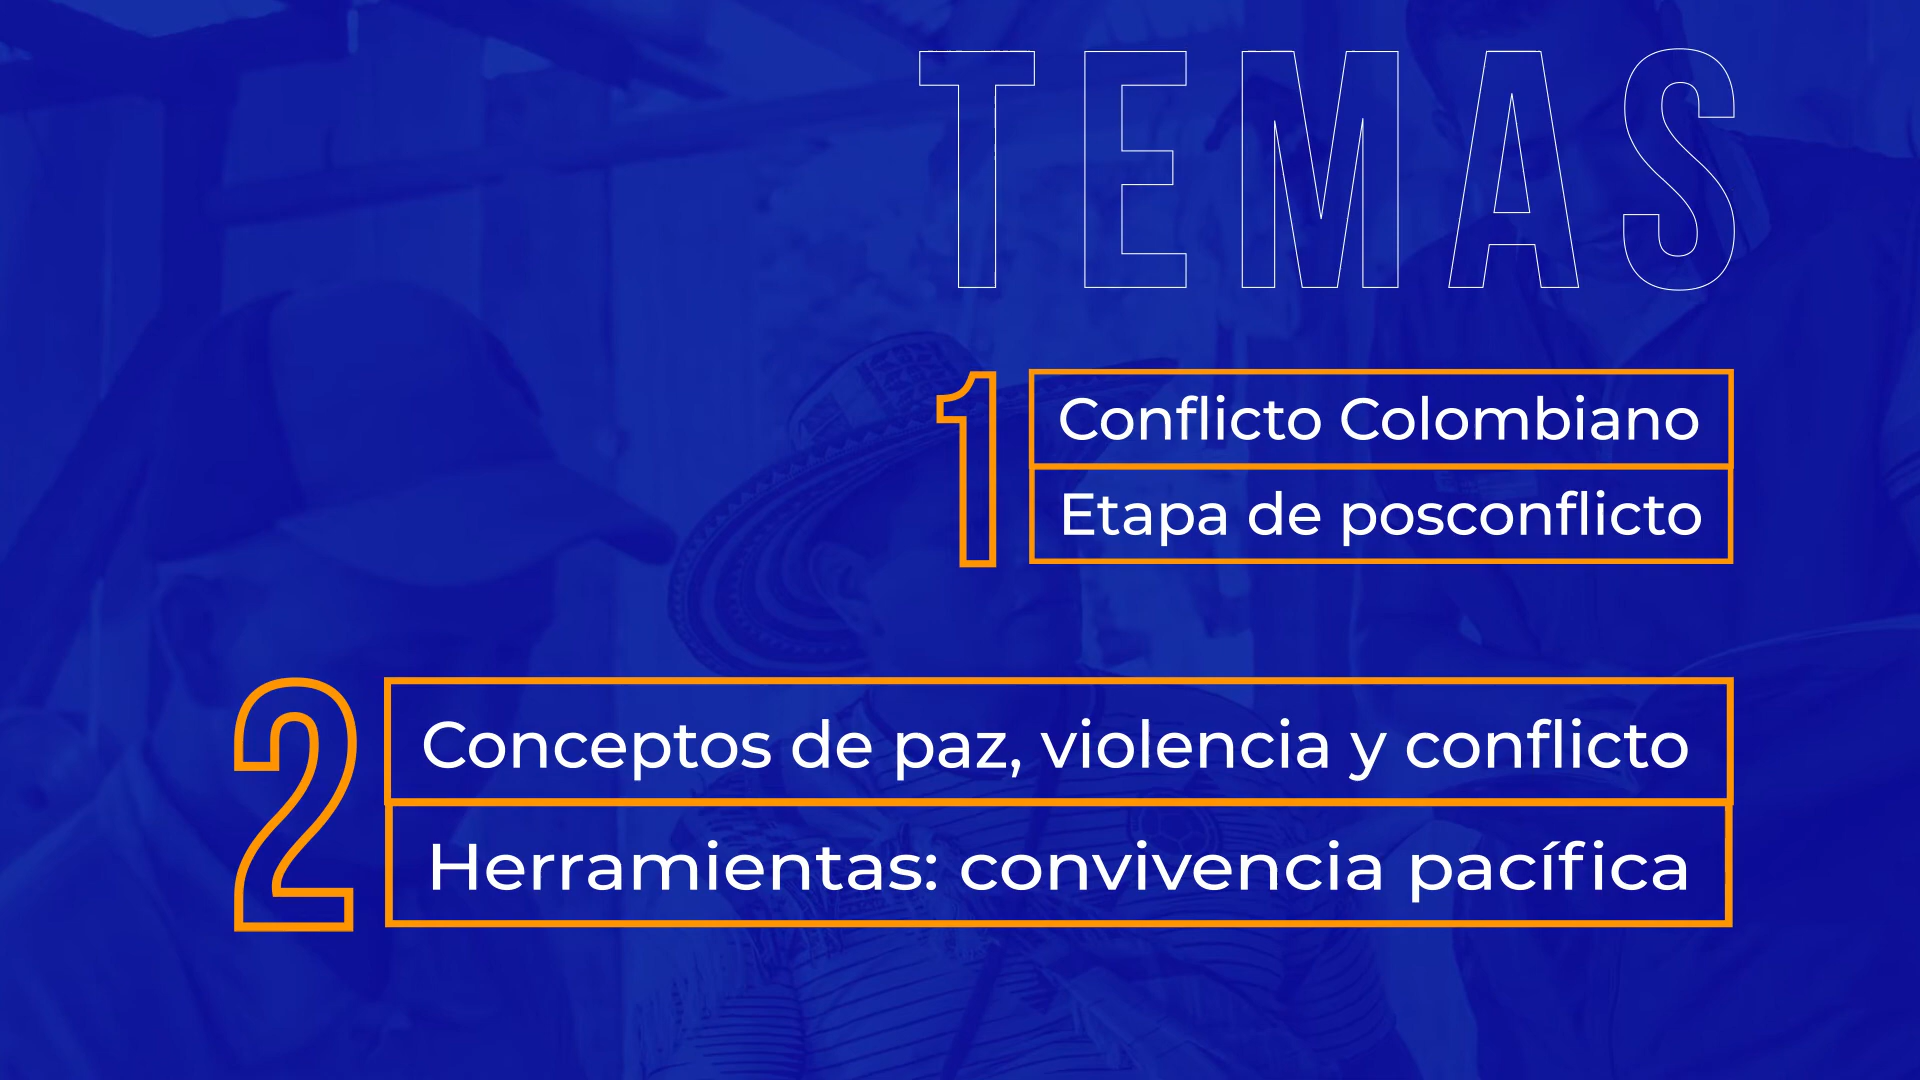 TEMAS
1
Conflicto Colombiano
Etapa de posconflicto
2
Conceptos de paz, violencia y conflicto
Herramientas: convivencia pacífica